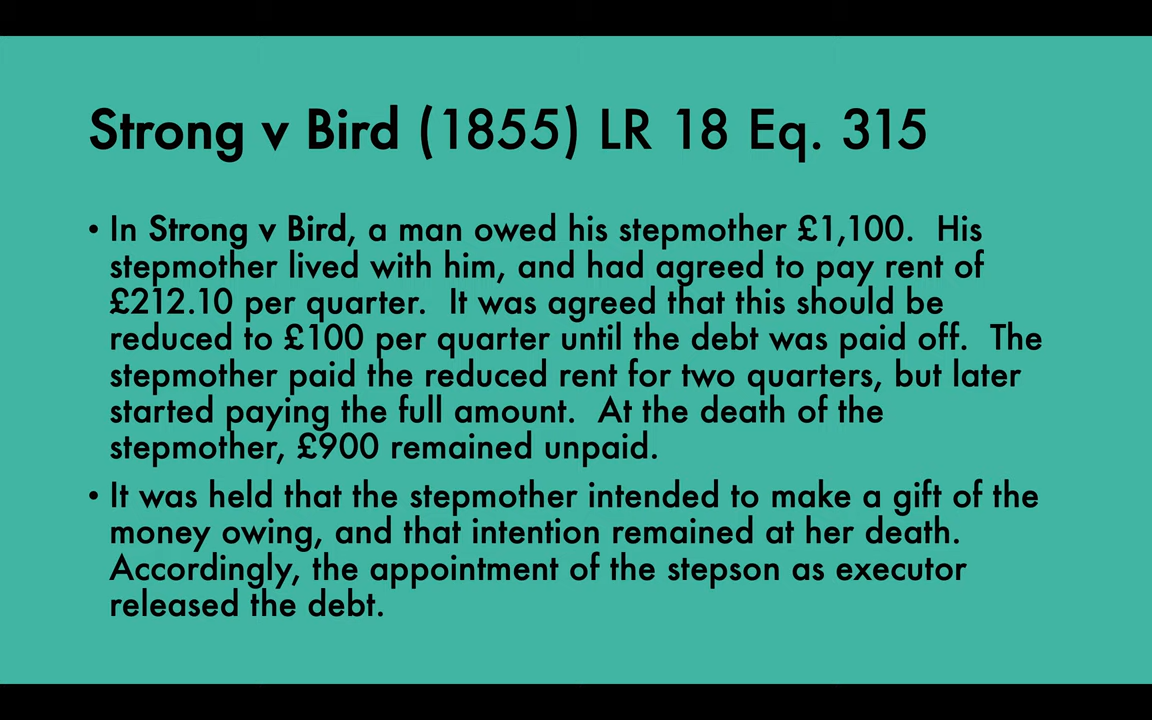 Strong v Bird (1855) LR 18 Eq. 315
• In Strong v Bird, a man owed his stepmother £1,100.  His
stepmother lived with him, and had agreed to pay rent of
£212.10 per quarter.  It was agreed that this should be
reduced to £100 per quarter until the debt was paid off.  The
stepmother paid the reduced rent for two quarters, but later
started paying the full amount.  At the death of the
stepmother, £900 remained unpaid.
• It was held that the stepmother intended to make a gift of the
money owing, and that intention remained at her death.
Accordingly, the appointment of the stepson as executor
released the debt.